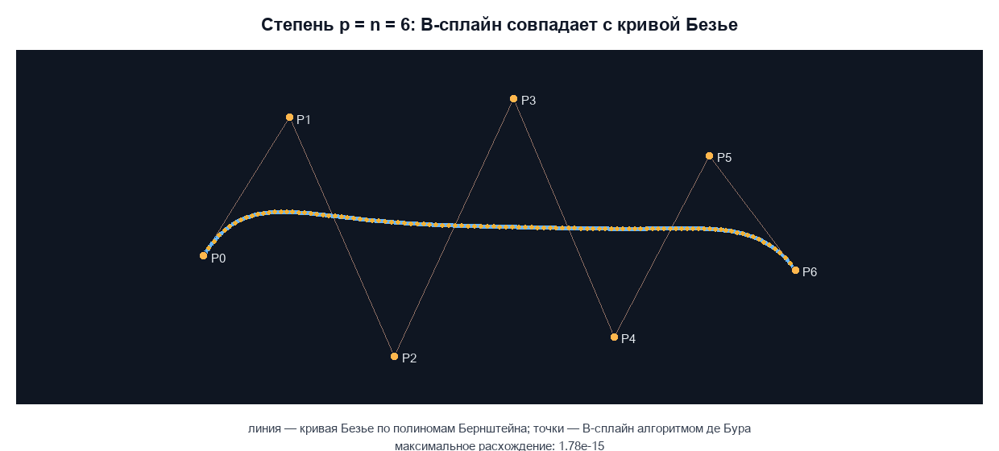 Степень p = n = 6: B-сплайн совпадает с кривой Безье
P3
P1
P5
P0
P6
P4
P2
линия — кривая Безье по полиномам Бернштейна; точки — B-сплайн алгоритмом де Бура
максимальное расхождение: 1.78e-15